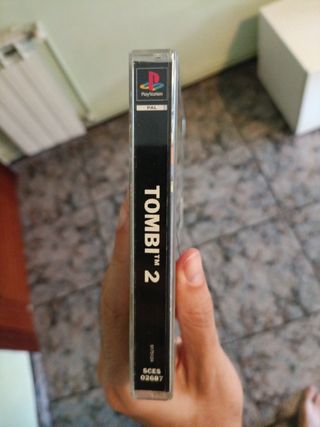 PlayStation
PAL
TOMBI™ 2
SCES
02687